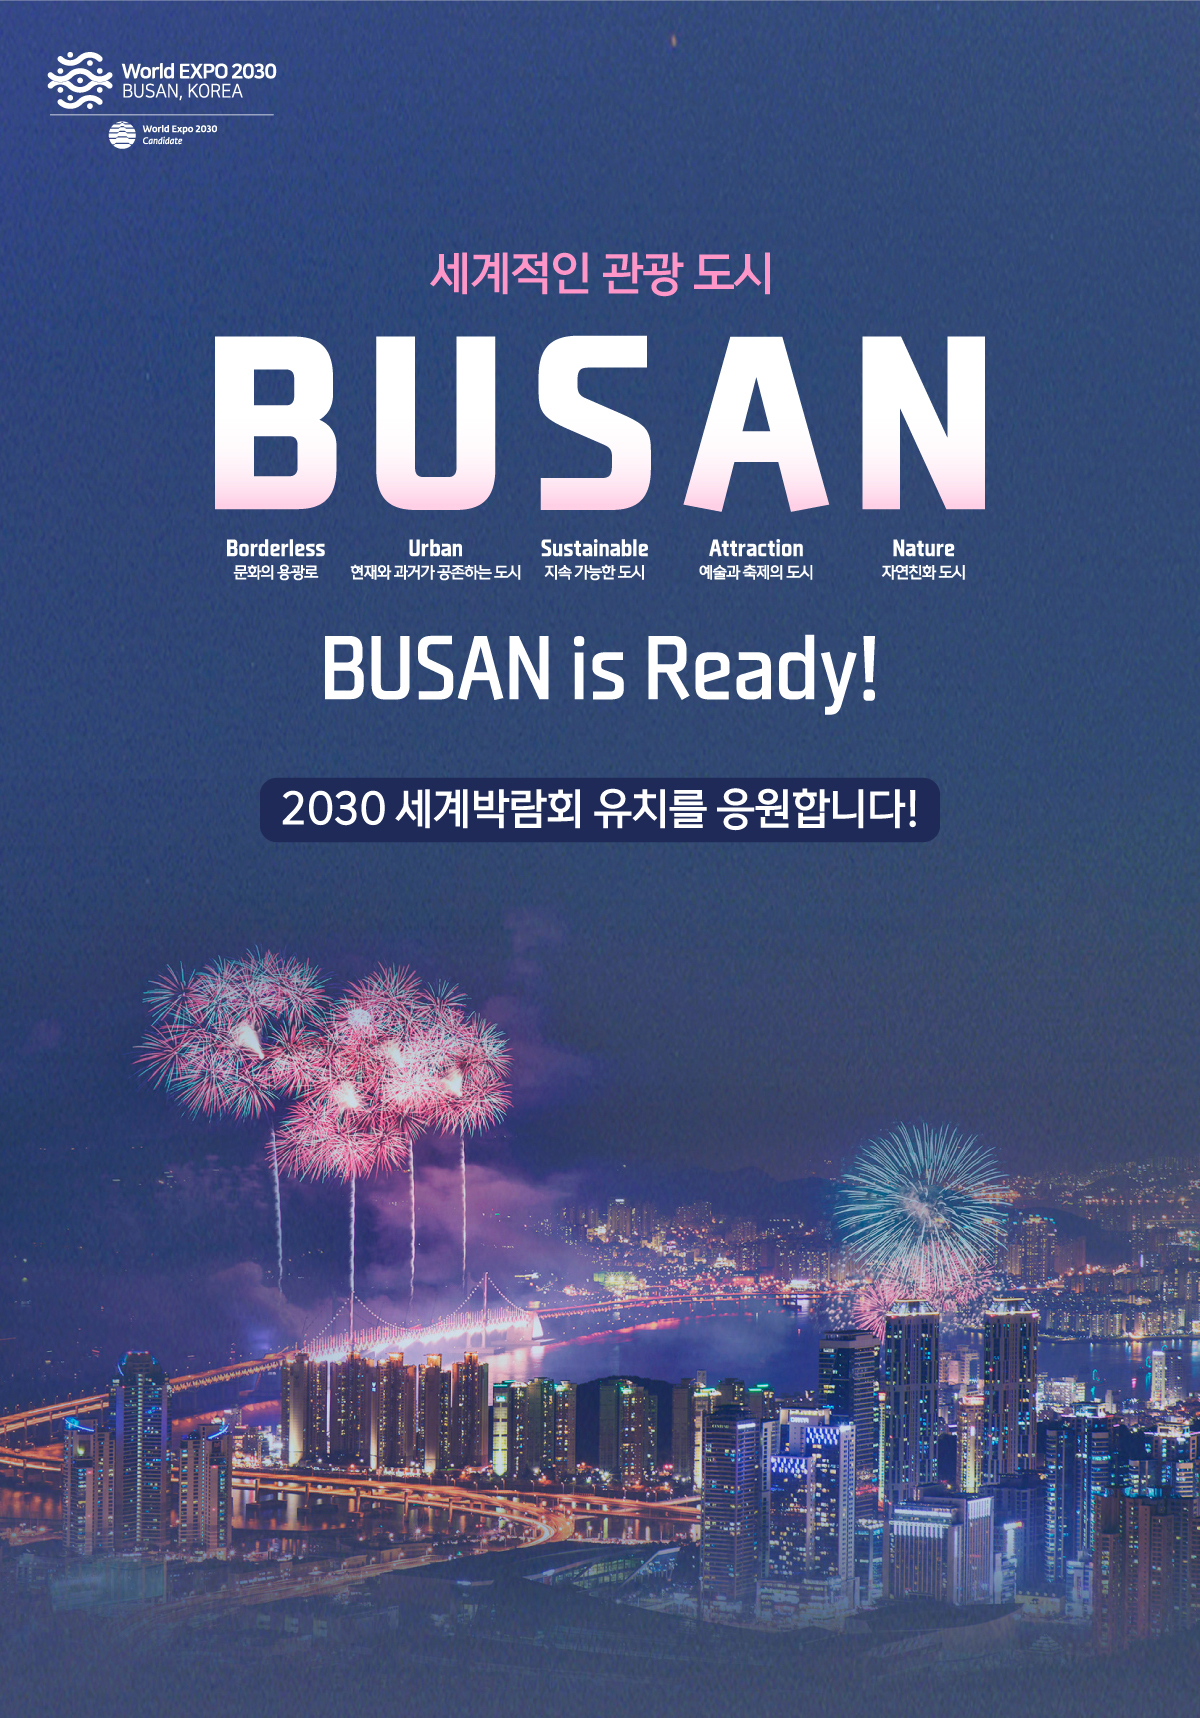 World EXPO 2030
BUSAN, KOREA
World Expo 2030
Candidate
세계적인 관광 도시
BUSAN
Borderless
문화의 용광로
Urban
현재와 과거가 공존하는 도시
Sustainable
지속 가능한 도시
Attraction
예술과 축제의 도시
Nature
자연친화 도시
BUSAN is Ready!
2030 세계박람회 유치를 응원합니다!